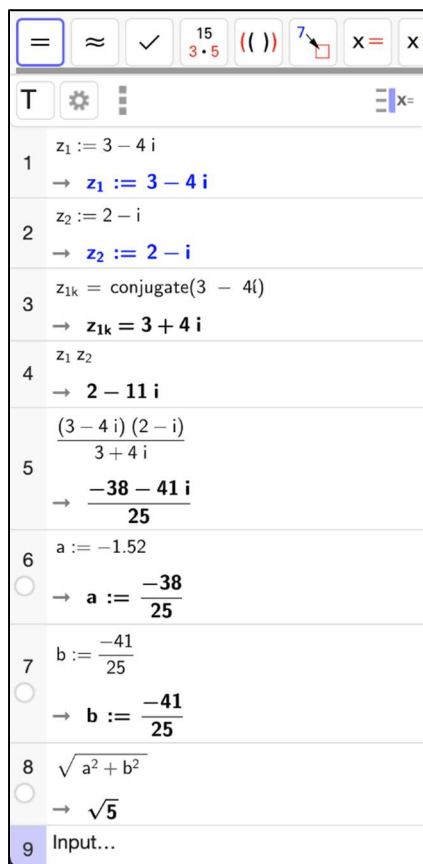 = ≈ ✓ 15 3 · 5 (( )) 7 x = x
T x=
1 z₁ := 3 − 4 i
→ z₁ := 3 − 4 i
2 z₂ := 2 − i
→ z₂ := 2 − i
3 z₁ₖ = conjugate(3 − 4i)
→ z₁ₖ = 3 + 4 i
4 z₁ z₂
→ 2 − 11 i
5 (3 − 4 i) (2 − i) / 3 + 4 i
→ −38 − 41 i / 25
6 a := −1.52
→ a := −38 / 25
7 b := −41 / 25
→ b := −41 / 25
8 √a² + b²
→ √5
9 Input...